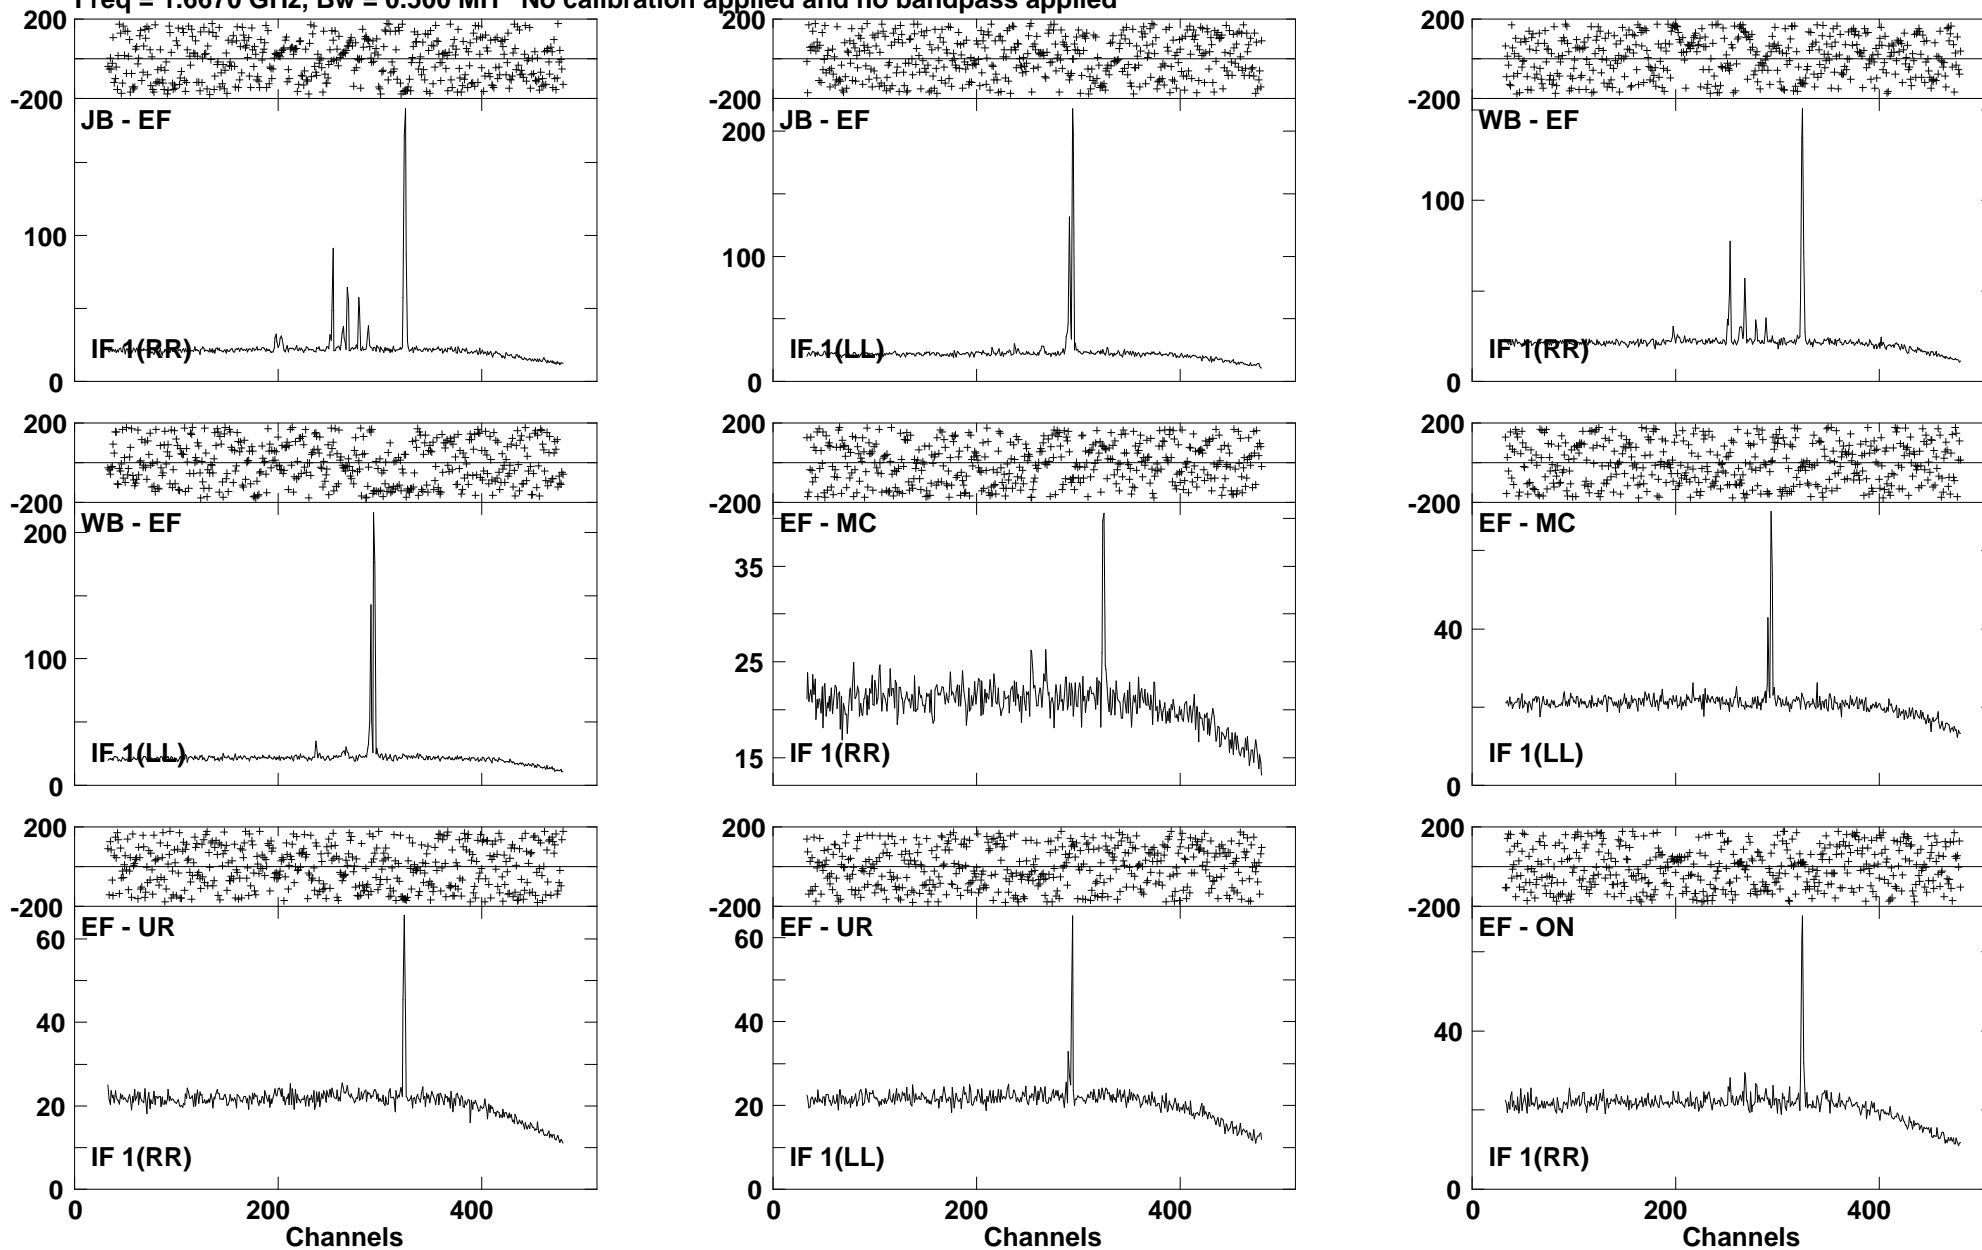 Freq = 1.6670 GHz, Bw = 0.500 MH No calibration applied and no bandpass applied
200 200 200
-200 -200 -200
JB - EF JB - EF WB - EF
200
100 100 100
IF 1(RR) IF 1(LL) IF 1(RR)
0 0 0
200 200 200
-200 -200 -200
WB - EF EF - MC EF - MC
200
35
40
100 25
IF 1(LL) 15 IF 1(RR) IF 1(LL)
0 0
200 200 200
-200 -200 -200
EF - UR EF - UR EF - ON
60 60
40 40 40
20 20
IF 1(RR) IF 1(LL) IF 1(RR)
0 0 0
0 200 400 0 200 400 0 200 400
Channels Channels Channels